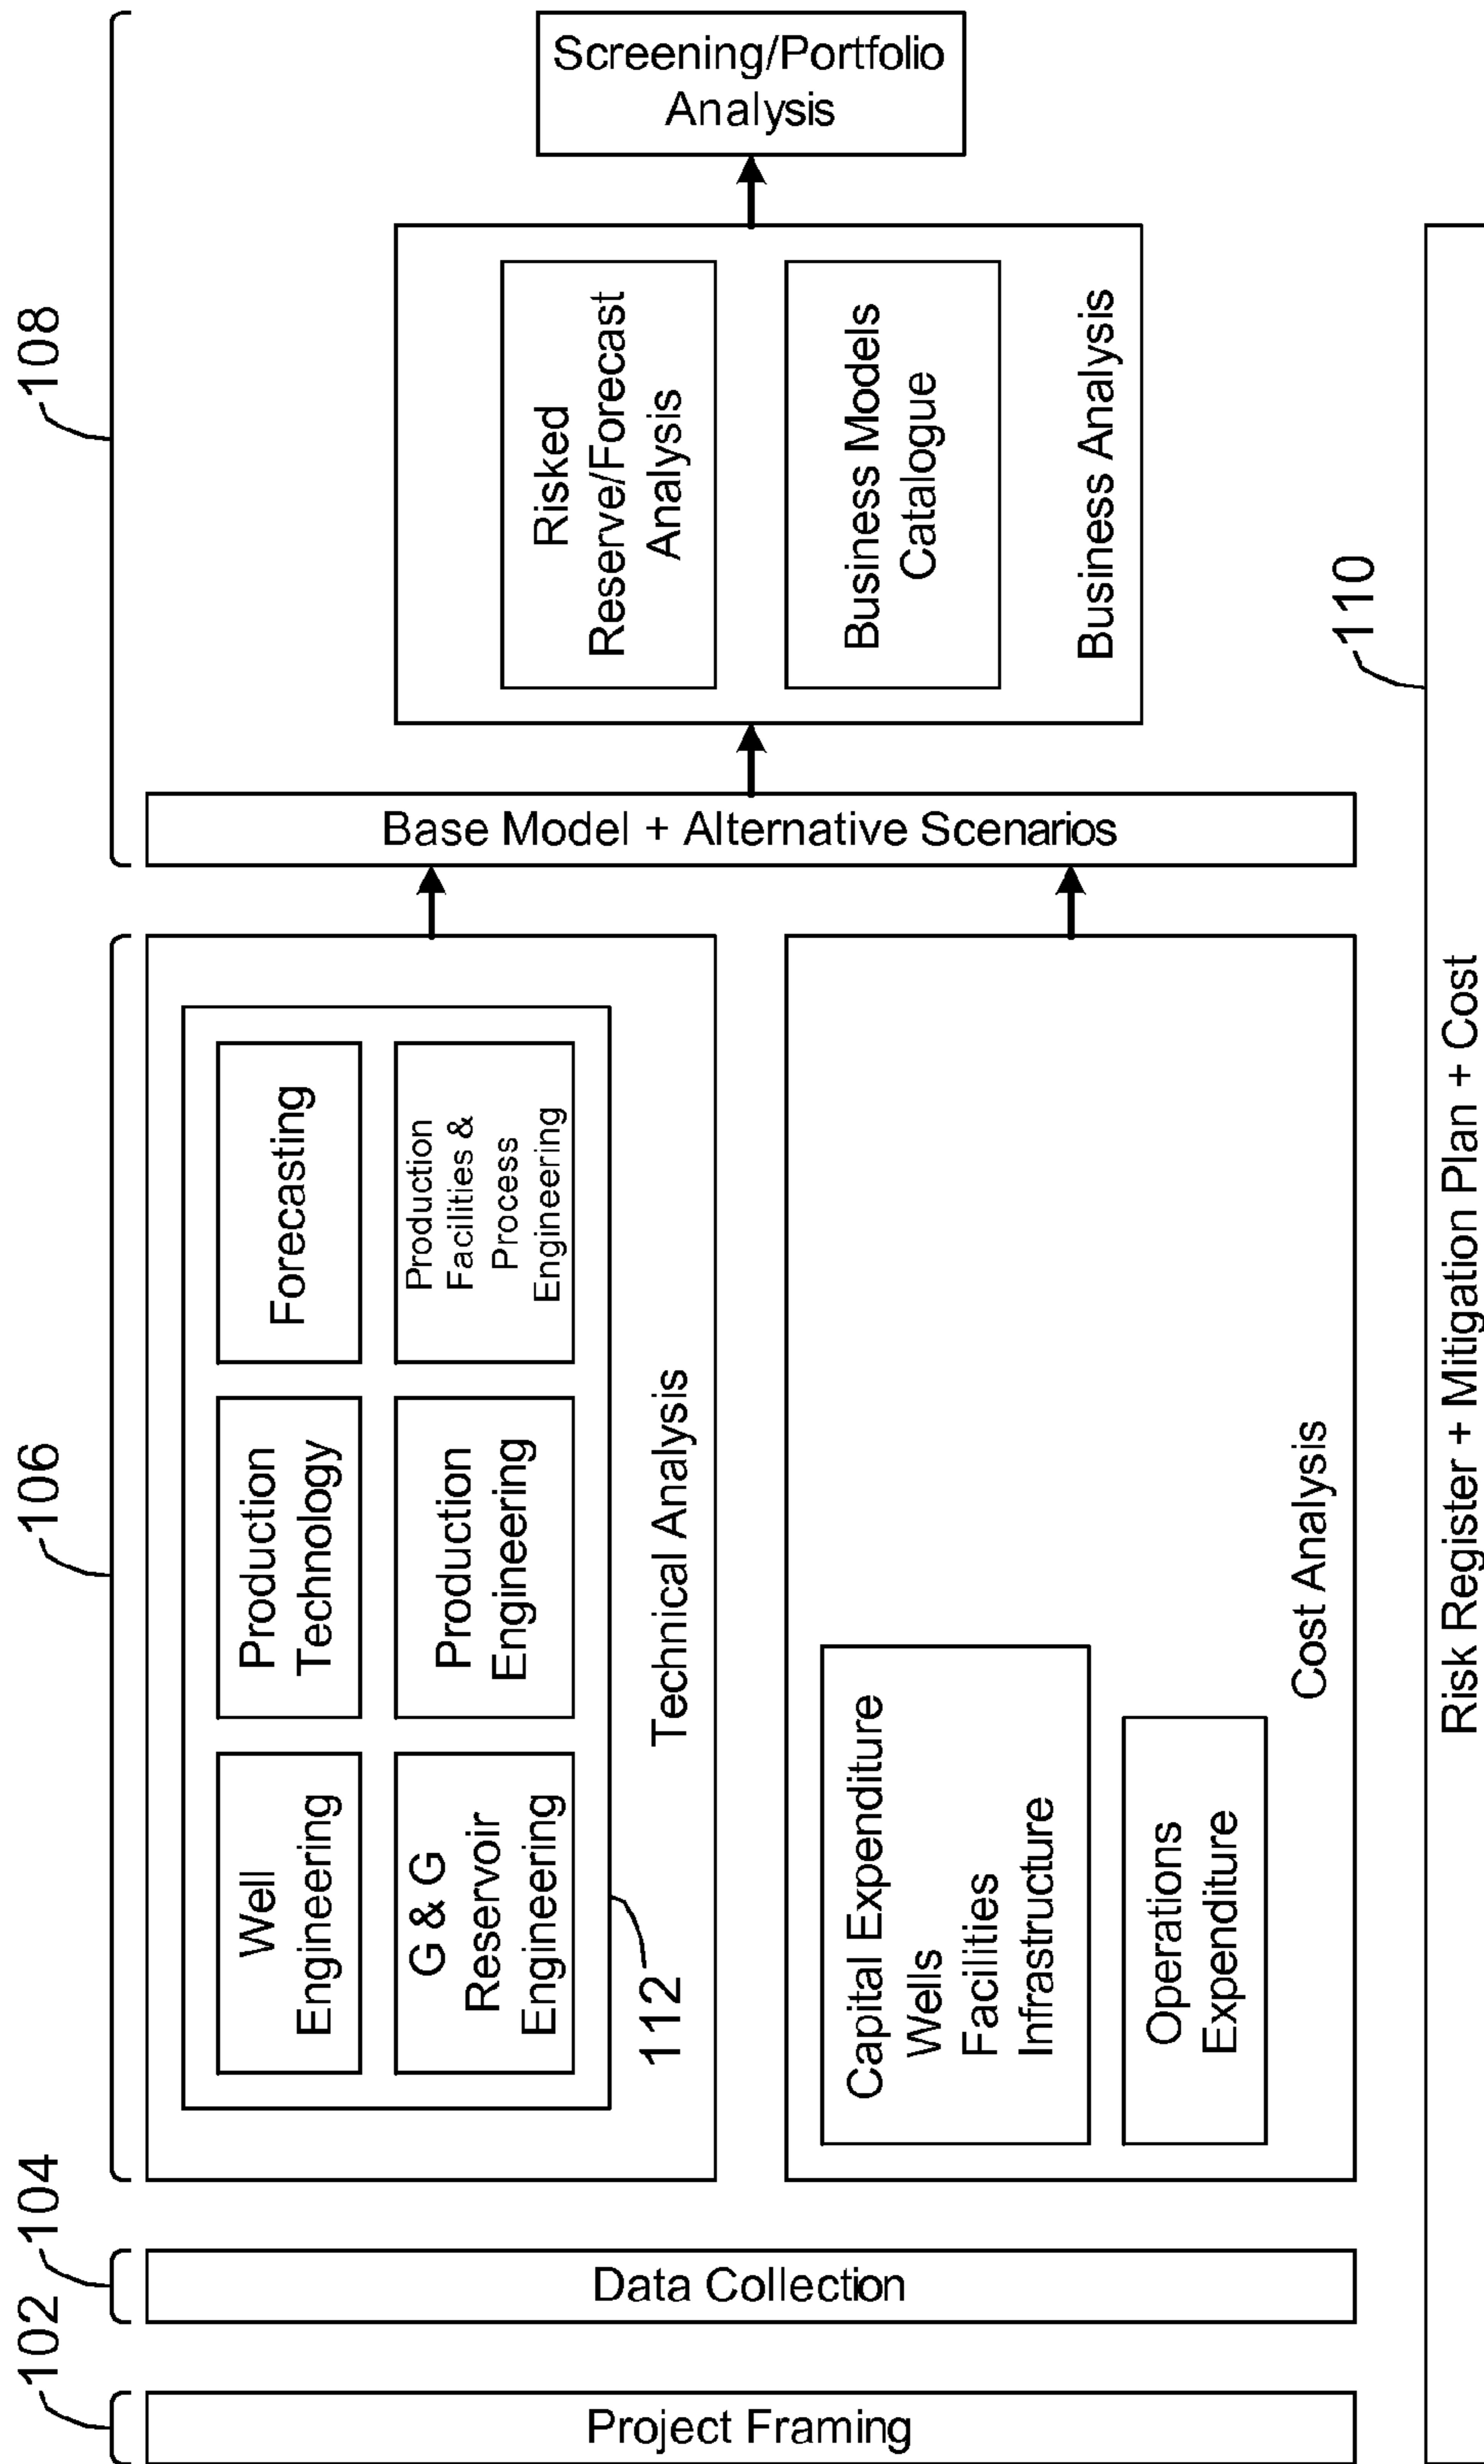 102
104
106
108
Project Framing
Data Collection
Well
Engineering
Production
Technology
Forecasting
G & G
Reservoir
Engineering
Production
Engineering
Production
Facilities &
Process
Engineering
112
Technical Analysis
Capital Expenditure
Wells
Facilities
Infrastructure
Operations
Expenditure
Cost Analysis
Base Model + Alternative Scenarios
Risked
Reserve/Forecast
Analysis
Business Models
Catalogue
Business Analysis
Screening/Portfolio
Analysis
110
Risk Register + Mitigation Plan + Cost